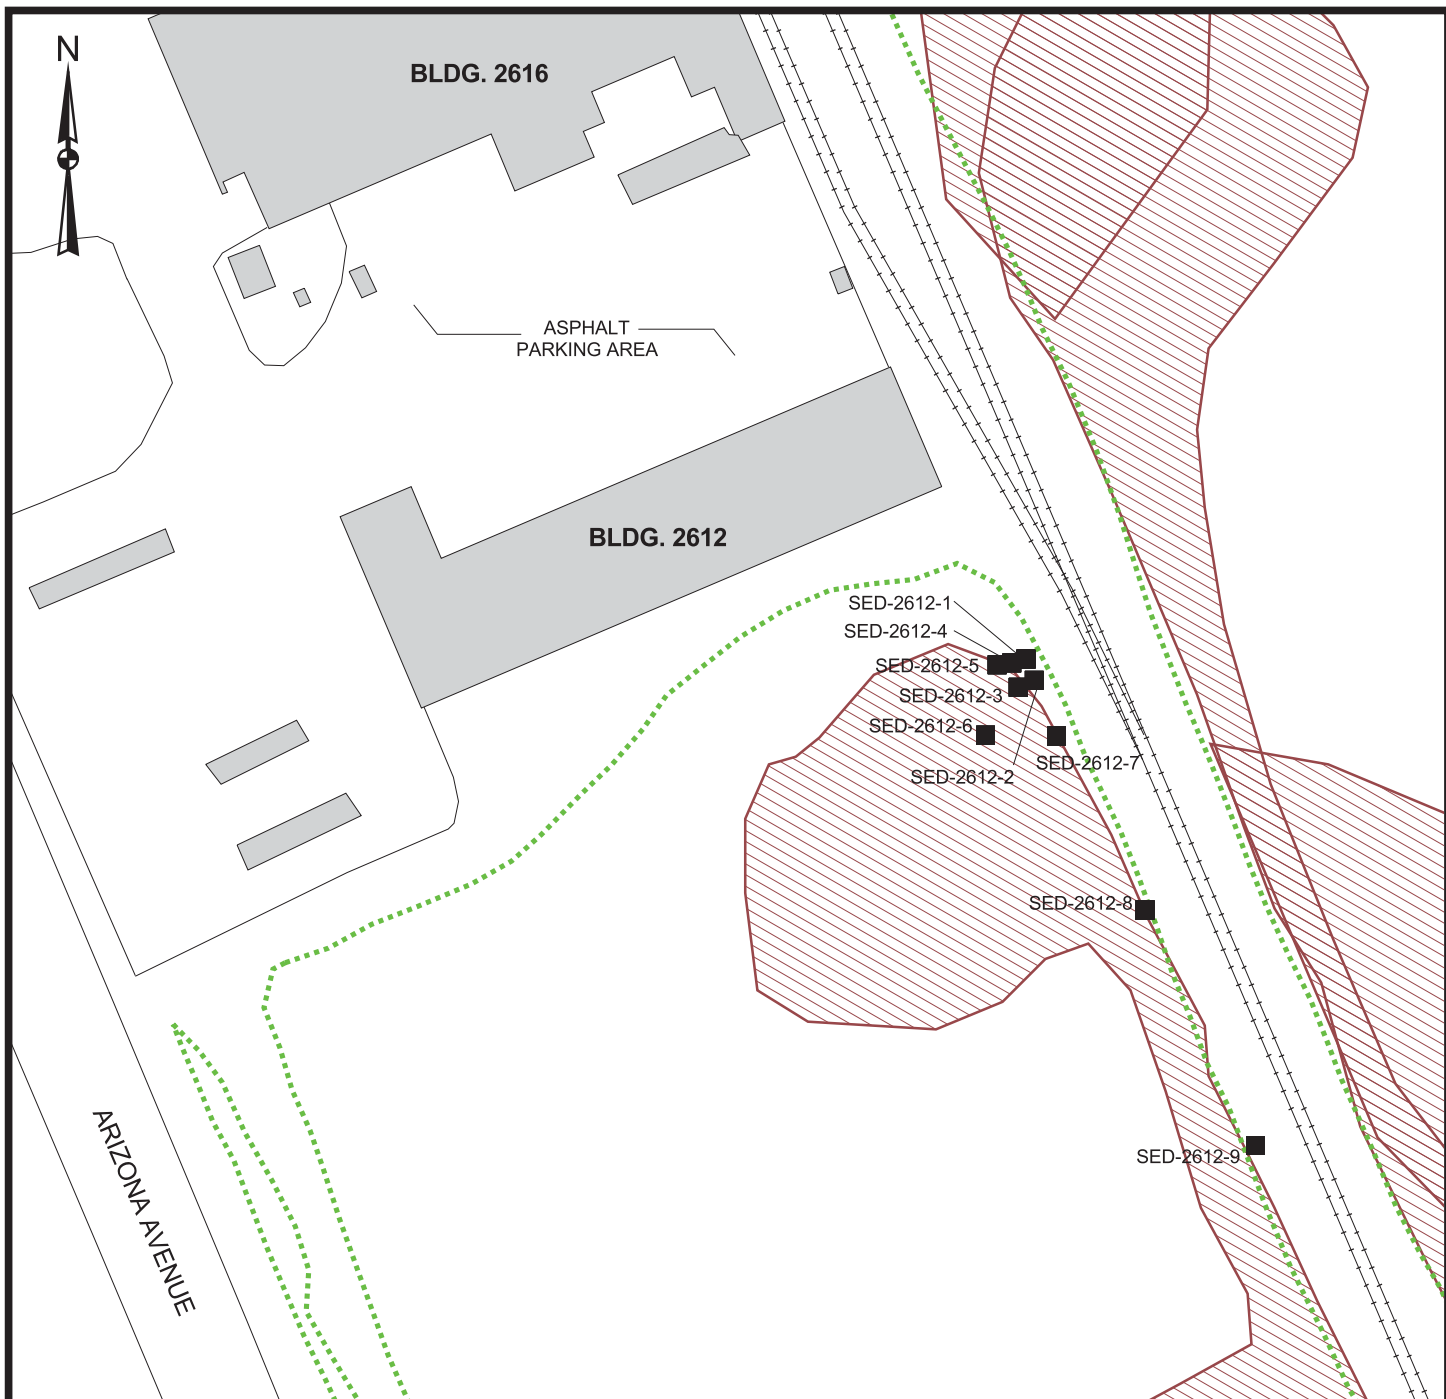 N
BLDG. 2616
ASPHALT
PARKING AREA
BLDG. 2612
SED-2612-1
SED-2612-4
SED-2612-5
SED-2612-3
SED-2612-6
SED-2612-7
SED-2612-2
SED-2612-8
SED-2612-9
ARIZONA AVENUE